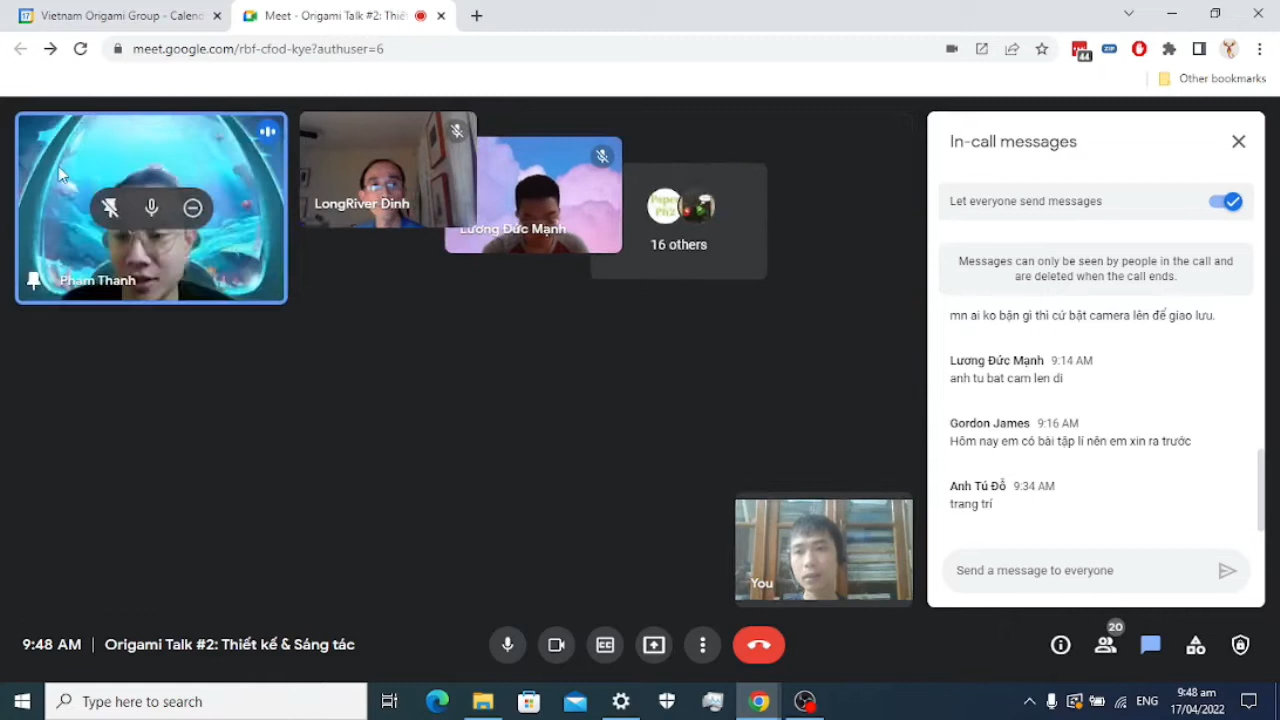 Vietnam Origami Group - Calend
Meet - Origami Talk #2: Thiế
meet.google.com/rbf-cfod-kye?authuser=6
44
ZIP
Other bookmarks
Pham Thanh
LongRiver Dinh
Lương Đức Mạnh
16 others
You
In-call messages
Let everyone send messages
Messages can only be seen by people in the call and
are deleted when the call ends.
mn ai ko bận gì thì cứ bật camera lên để giao lưu.
Lương Đức Mạnh 9:14 AM
anh tu bat cam len di
Gordon James 9:16 AM
Hôm nay em có bài tập lí nên em xin ra trước
Anh Tú Đỗ 9:34 AM
trang trí
Send a message to everyone
9:48 AM | Origami Talk #2: Thiết kế & Sáng tác
20
Type here to search
ENG
9:48 am
17/04/2022